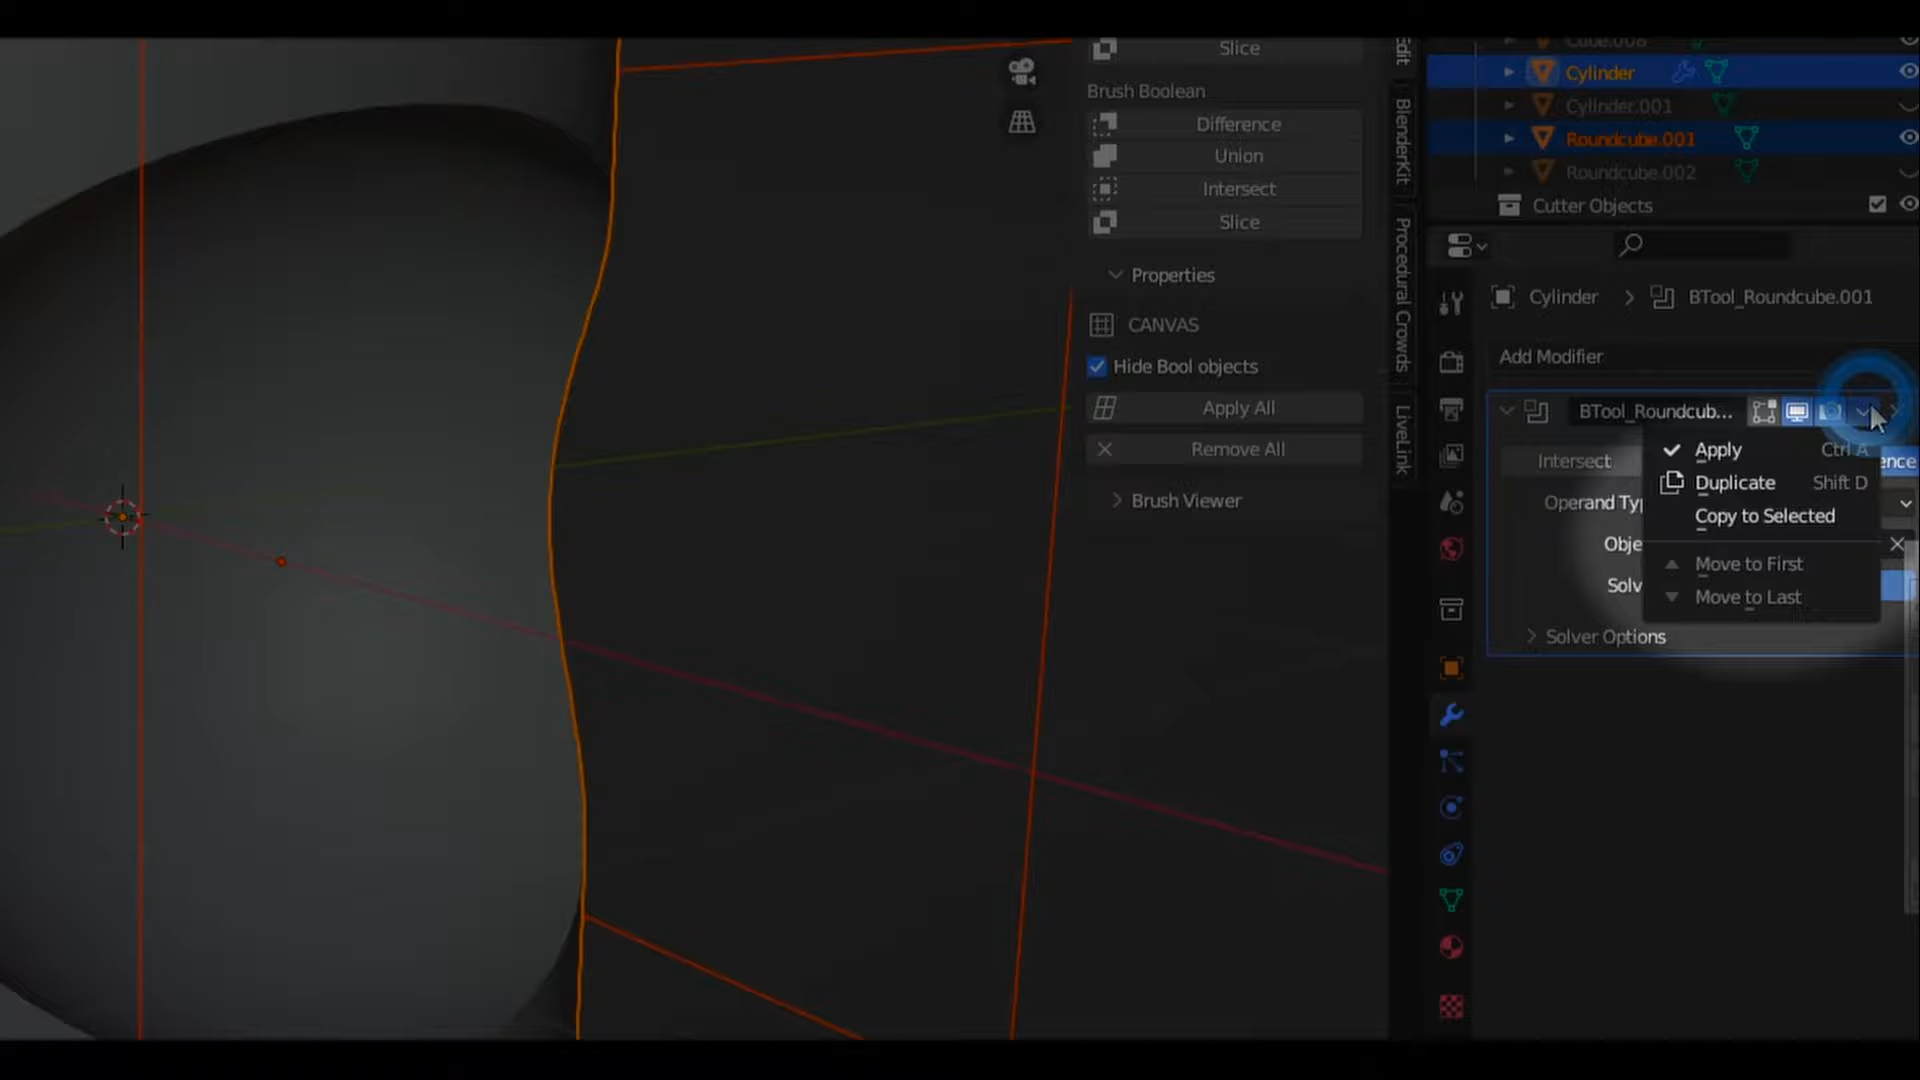 Slice
Brush Boolean
Difference
Union
Intersect
Slice
Properties
CANVAS
Hide Bool objects
Apply All
Remove All
Brush Viewer
Edit
BlenderKit
Procedural Crowds
LiveLink
Cube.008
Cylinder
Cylinder.001
Roundcube.001
Roundcube.002
Cutter Objects
Cylinder > BTool_Roundcube.001
Add Modifier
BTool_Roundcub...
Intersect
ence
Operand Typ
Obje
Solv
Solver Options
Apply Ctrl A
Duplicate Shift D
Copy to Selected
Move to First
Move to Last